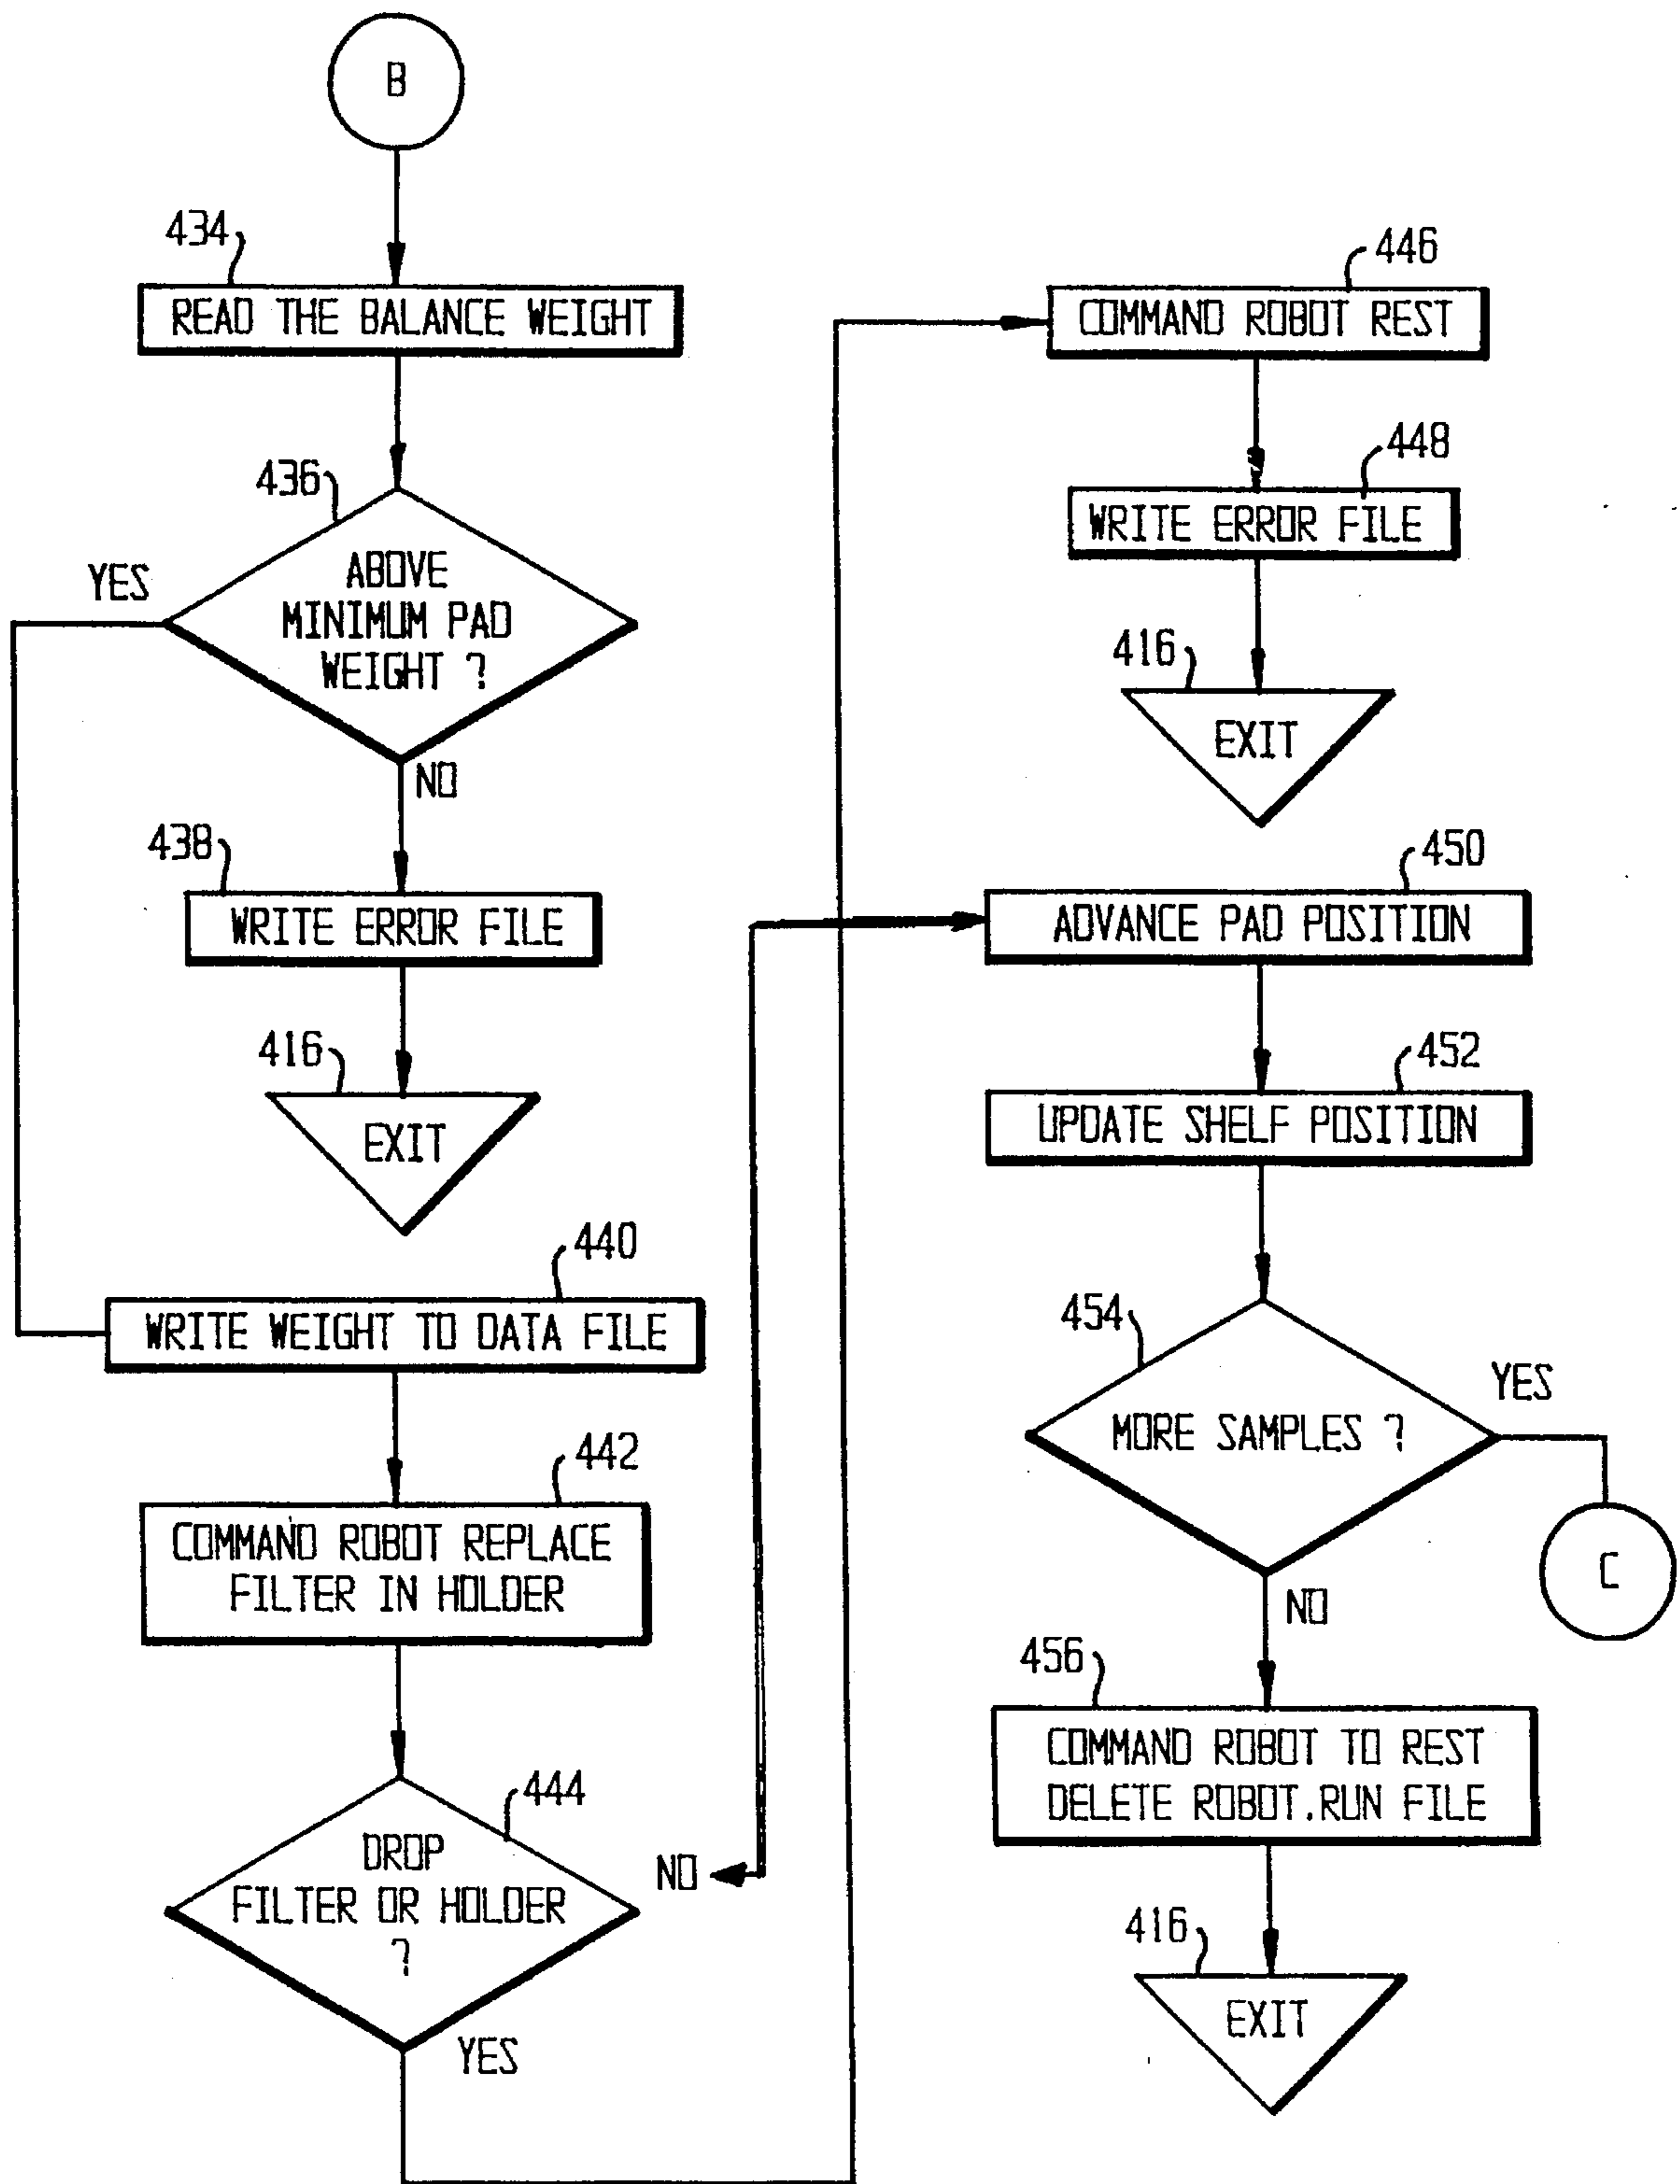 B
434
READ THE BALANCE WEIGHT
436
YES
ABOVE
MINIMUM PAD
WEIGHT ?
NO
438
WRITE ERROR FILE
416
EXIT
440
WRITE WEIGHT TO DATA FILE
442
COMMAND ROBOT REPLACE
FILTER IN HOLDER
444
DROP
FILTER OR HOLDER
?
NO
YES
446
COMMAND ROBOT REST
448
WRITE ERROR FILE
416
EXIT
450
ADVANCE PAD POSITION
452
UPDATE SHELF POSITION
454
MORE SAMPLES ?
YES
C
NO
456
COMMAND ROBOT TO REST
DELETE ROBOT.RUN FILE
416
EXIT